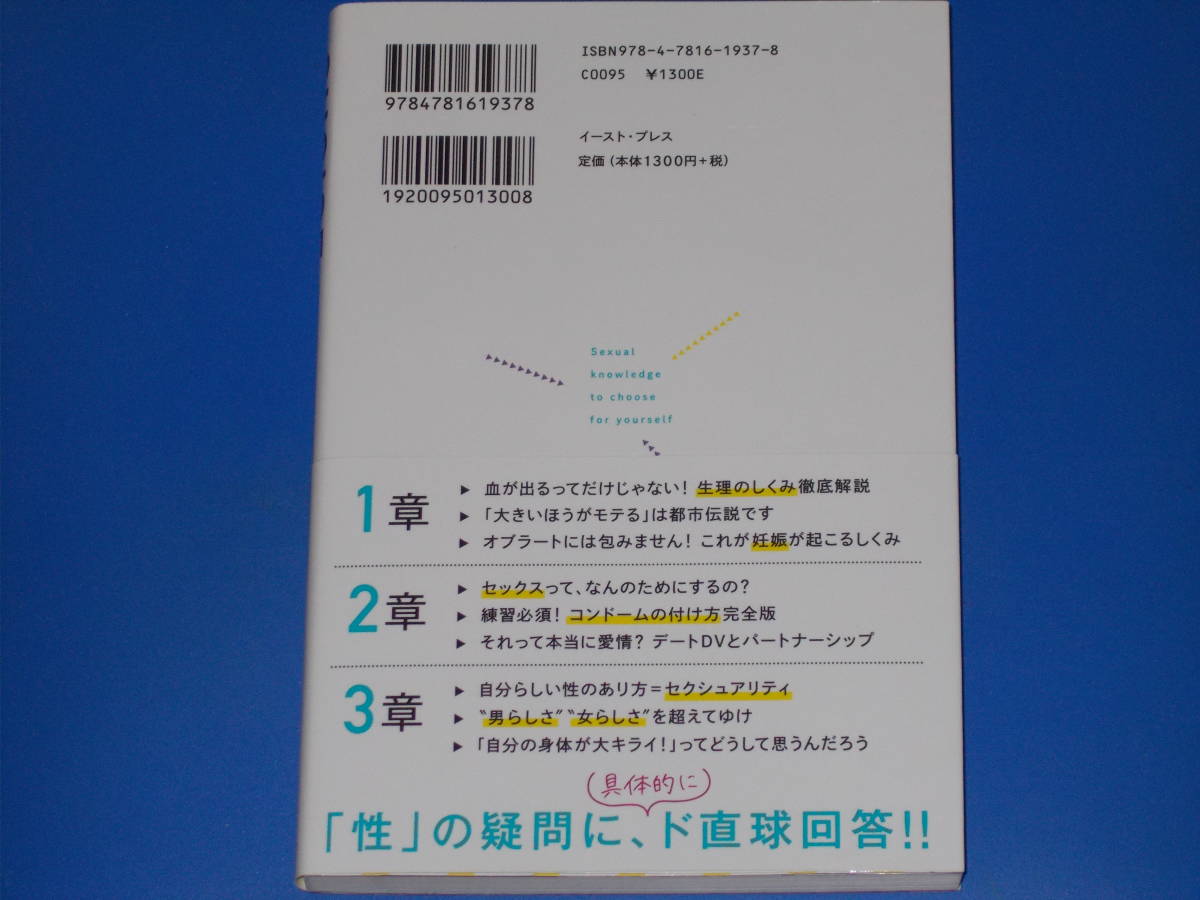 ISBN978-4-7816-1937-8
C0095 ¥1300E
9784781619378
イースト・プレス
定価(本体1300円+税)
1920095013008
Sexual
knowledge
to choose
for yourself
1章
▶ 血が出るってだけじゃない! 生理のしくみ徹底解説
▶ 「大きいほうがモテる」は都市伝説です
▶ オブラートには包みません! これが妊娠が起こるしくみ
2章
▶ セックスって、なんのためにするの?
▶ 練習必須! コンドームの付け方完全版
▶ それって本当に愛情? デートDVとパートナーシップ
3章
▶ 自分らしい性のあり方=セクシュアリティ
▶ “男らしさ”“女らしさ”を超えてゆけ
▶ 「自分の身体が大キライ!」ってどうして思うんだろう
(具体的に)
「性」の疑問に、ド直球回答!!